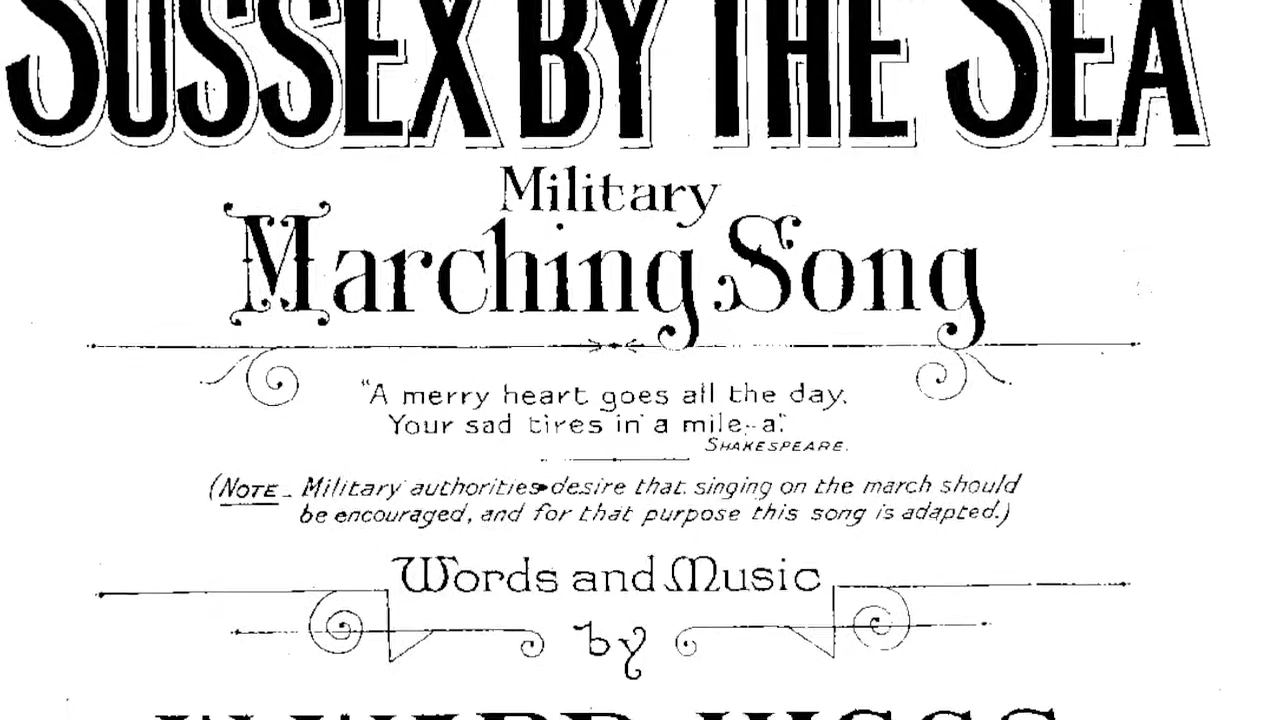 SUSSEX BY THE SEA
Military
Marching Song
"A merry heart goes all the day,
Your sad tires in a mile-a."
SHAKESPEARE.
(NOTE - Military authorities desire that singing on the march should
be encouraged, and for that purpose this song is adapted.)
Words and Music
by